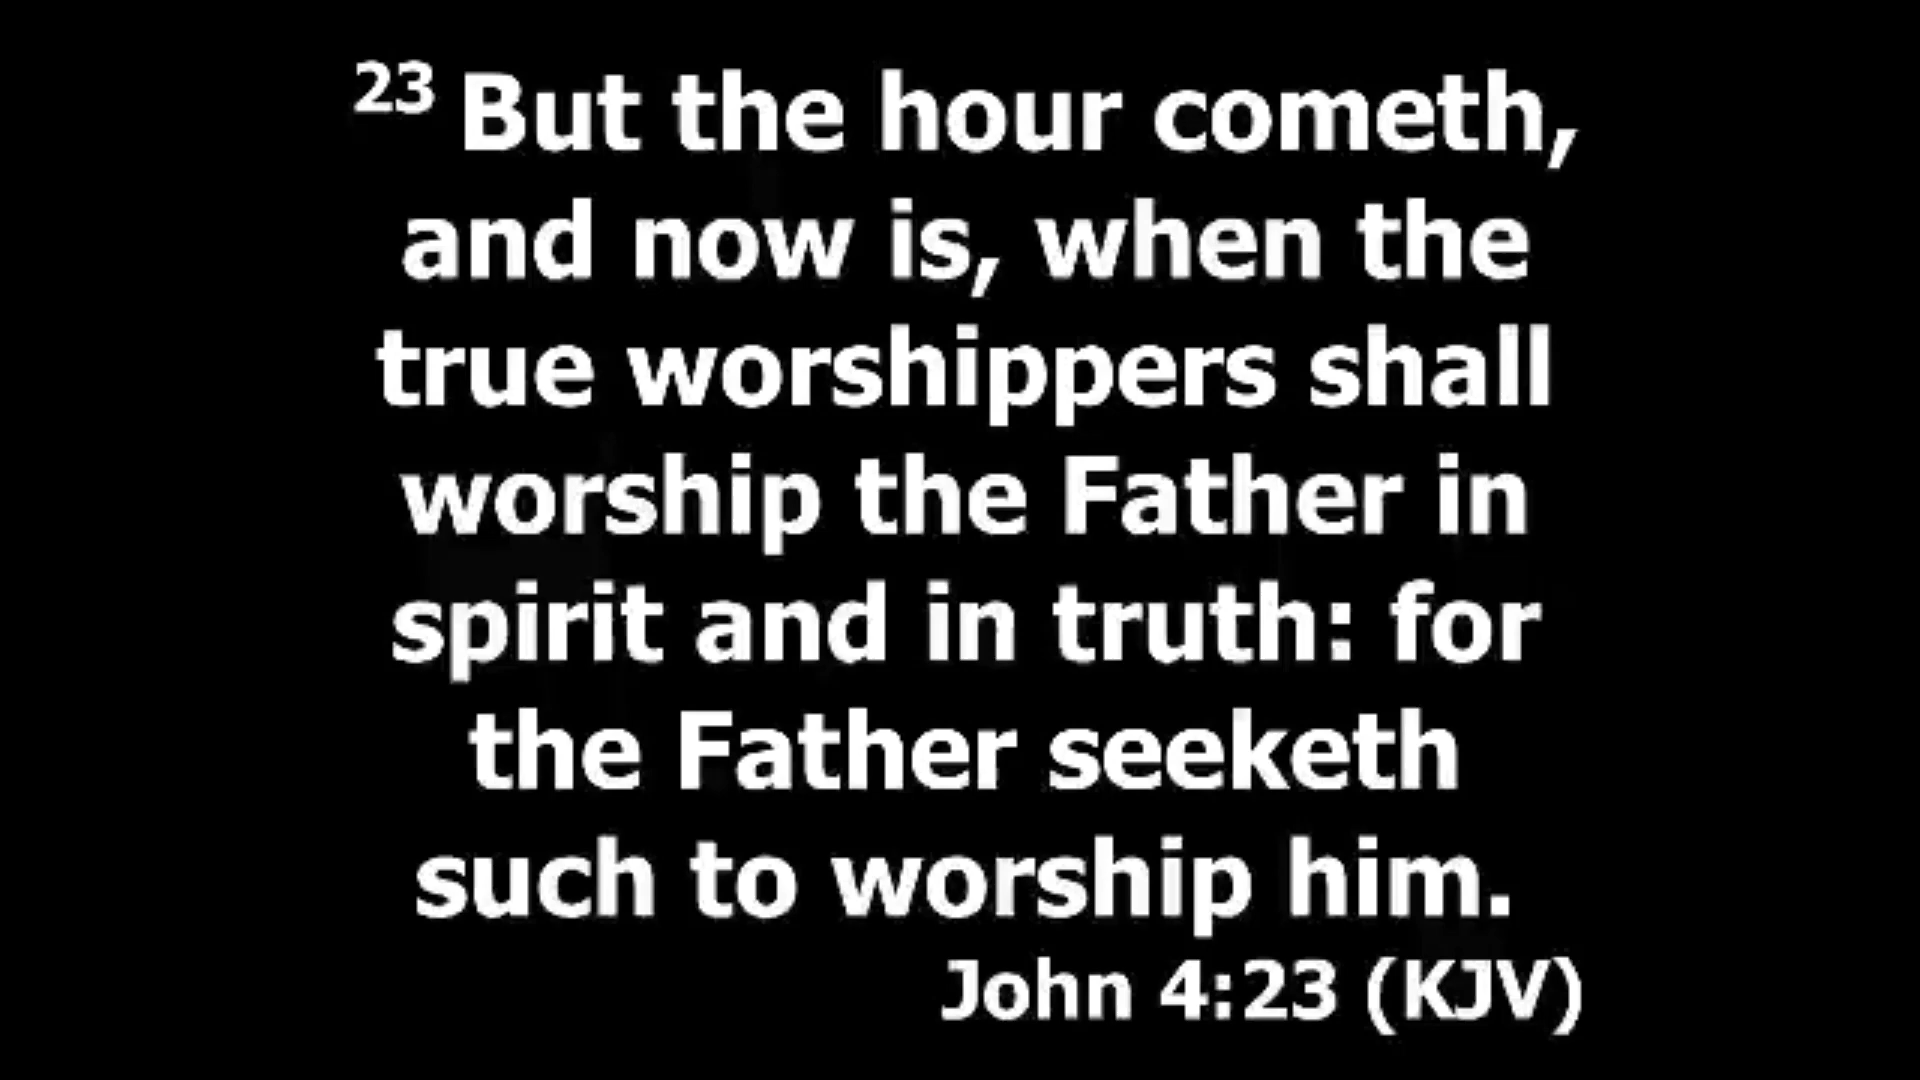 23 But the hour cometh,
and now is, when the
true worshippers shall
worship the Father in
spirit and in truth: for
the Father seeketh
such to worship him.
John 4:23 (KJV)